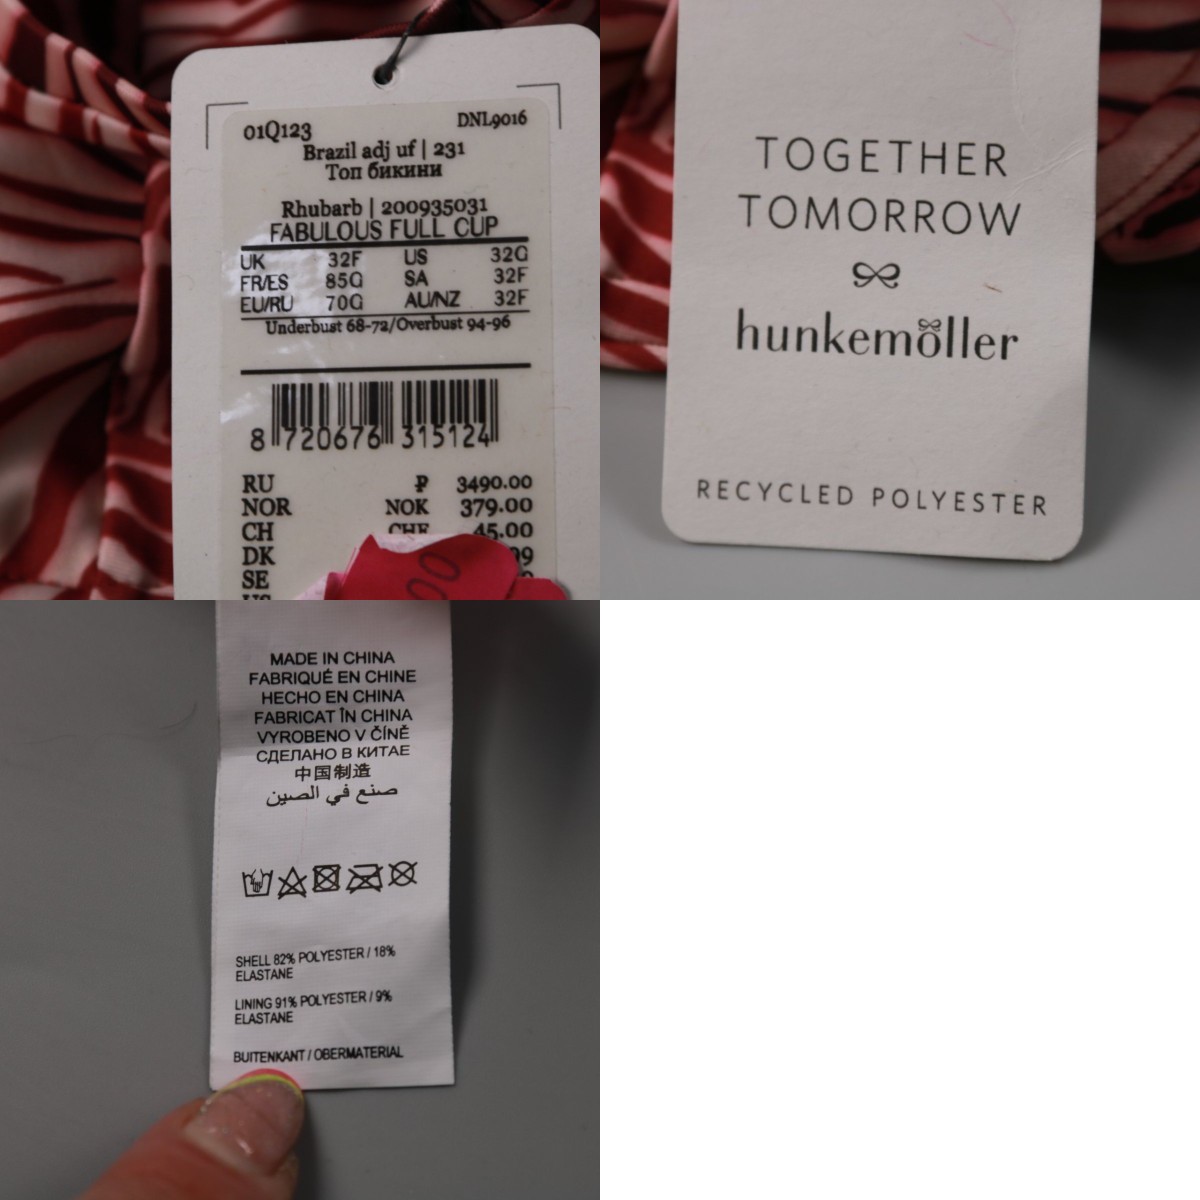 01Q123 DNL9016
Brazil adj uf | 231
Топ бикини
Rhubarb | 200935031
FABULOUS FULL CUP
UK 32F US 32G
FR/ES 85G SA 32F
EU/RU 70G AU/NZ 32F
Underbust 68-72/Overbust 94-96
8 720676 315124
RU ₽ 3490.00
NOR NOK 379.00
CH CHF 45.00
DK
SE
TOGETHER
TOMORROW
hunkemöller
RECYCLED POLYESTER
MADE IN CHINA
FABRIQUÉ EN CHINE
HECHO EN CHINA
FABRICAT ÎN CHINA
VYROBENO V ČÍNĚ
СДЕЛАНО В КИТАЕ
中国制造
صنع في الصين
SHELL 82% POLYESTER / 18%
ELASTANE
LINING 91% POLYESTER / 9%
ELASTANE
BUITENKANT / OBERMATERIAL